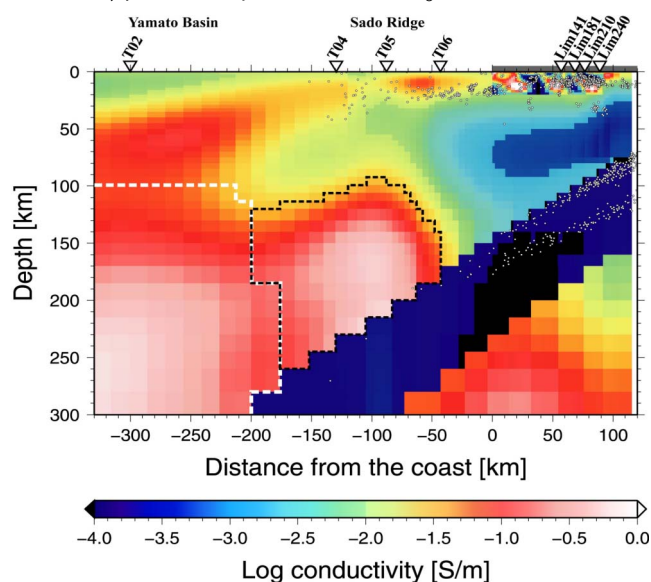 Yamato Basin Sado Ridge
T02 T04 T05 T06 Lim141 Lim181 Lim210 Lim240
0
50
100
150
200
250
300
Depth [km]
−300 −250 −200 −150 −100 −50 0 50 100
Distance from the coast [km]
−4.0 −3.5 −3.0 −2.5 −2.0 −1.5 −1.0 −0.5 0.0
Log conductivity [S/m]